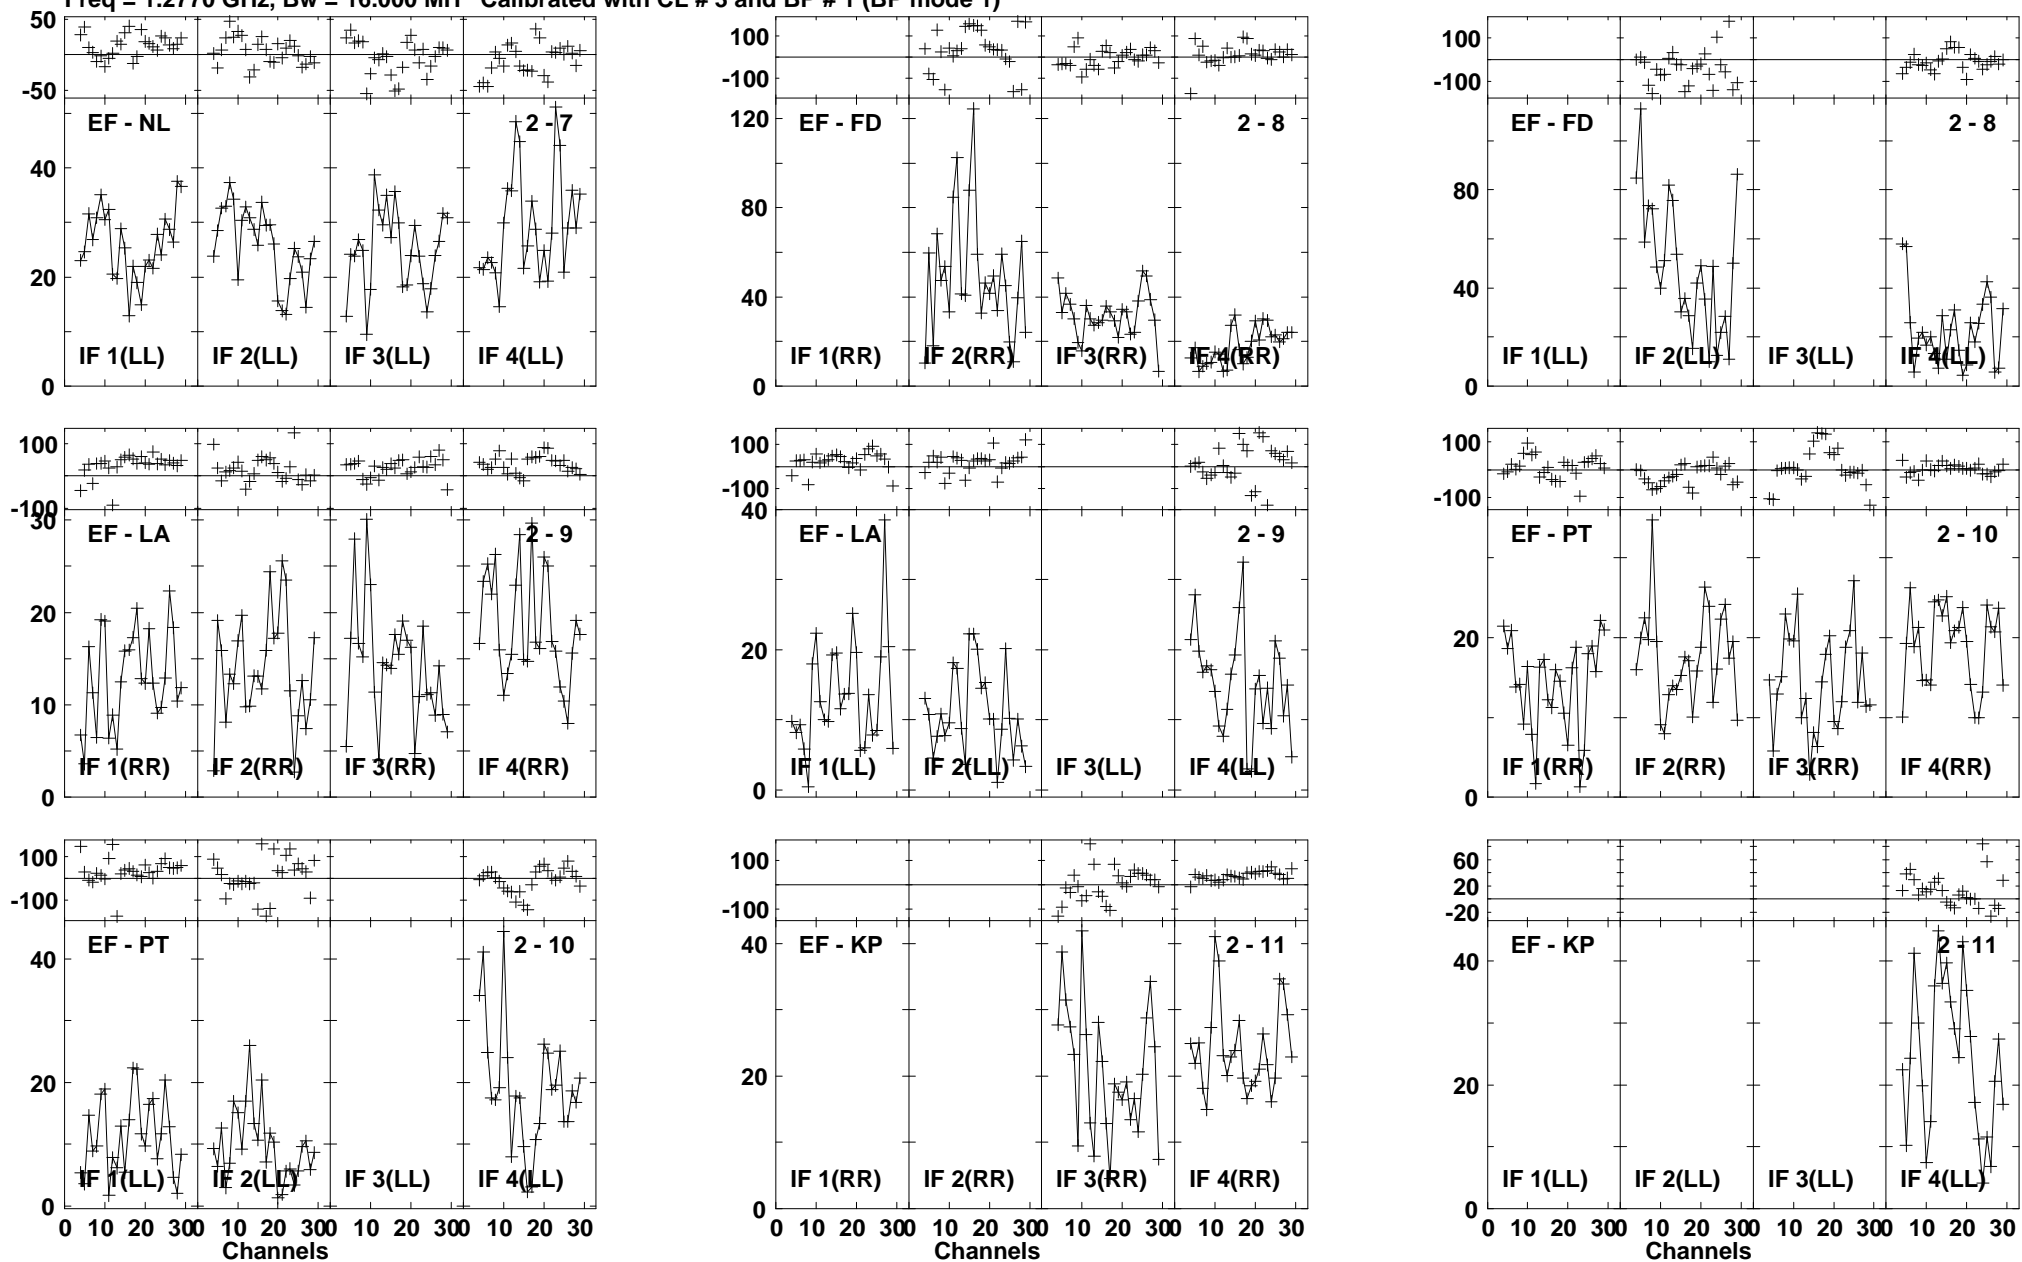 Freq = 1.2770 GHz, Bw = 16.000 MH Calibrated with CL # 3 and BP # 1 (BP mode 1)
50
-50
EF - NL 2 - 7
40
20
0
IF 1(LL) IF 2(LL) IF 3(LL) IF 4(LL)
100
-100
EF - FD 2 - 8
120
80
40
0
IF 1(RR) IF 2(RR) IF 3(RR) IF 4(RR)
100
-100
EF - FD 2 - 8
80
40
0
IF 1(LL) IF 2(LL) IF 3(LL) IF 4(LL)
100
-100
30
EF - LA 2 - 9
20
10
0
IF 1(RR) IF 2(RR) IF 3(RR) IF 4(RR)
100
-100
40
EF - LA 2 - 9
20
0
IF 1(LL) IF 2(LL) IF 3(LL) IF 4(LL)
100
-100
EF - PT 2 - 10
20
0
IF 1(RR) IF 2(RR) IF 3(RR) IF 4(RR)
100
-100
EF - PT 2 - 10
40
20
0
IF 1(LL) IF 2(LL) IF 3(LL) IF 4(LL)
0 10 20 30 0 10 20 30 0 10 20 30 0 10 20 30
Channels
100
-100
EF - KP 2 - 11
40
20
0
IF 1(RR) IF 2(RR) IF 3(RR) IF 4(RR)
0 10 20 30 0 10 20 30 0 10 20 30 0 10 20 30
Channels
60
20
-20
EF - KP 2 - 11
40
20
0
IF 1(LL) IF 2(LL) IF 3(LL) IF 4(LL)
0 10 20 30 0 10 20 30 0 10 20 30 0 10 20 30
Channels